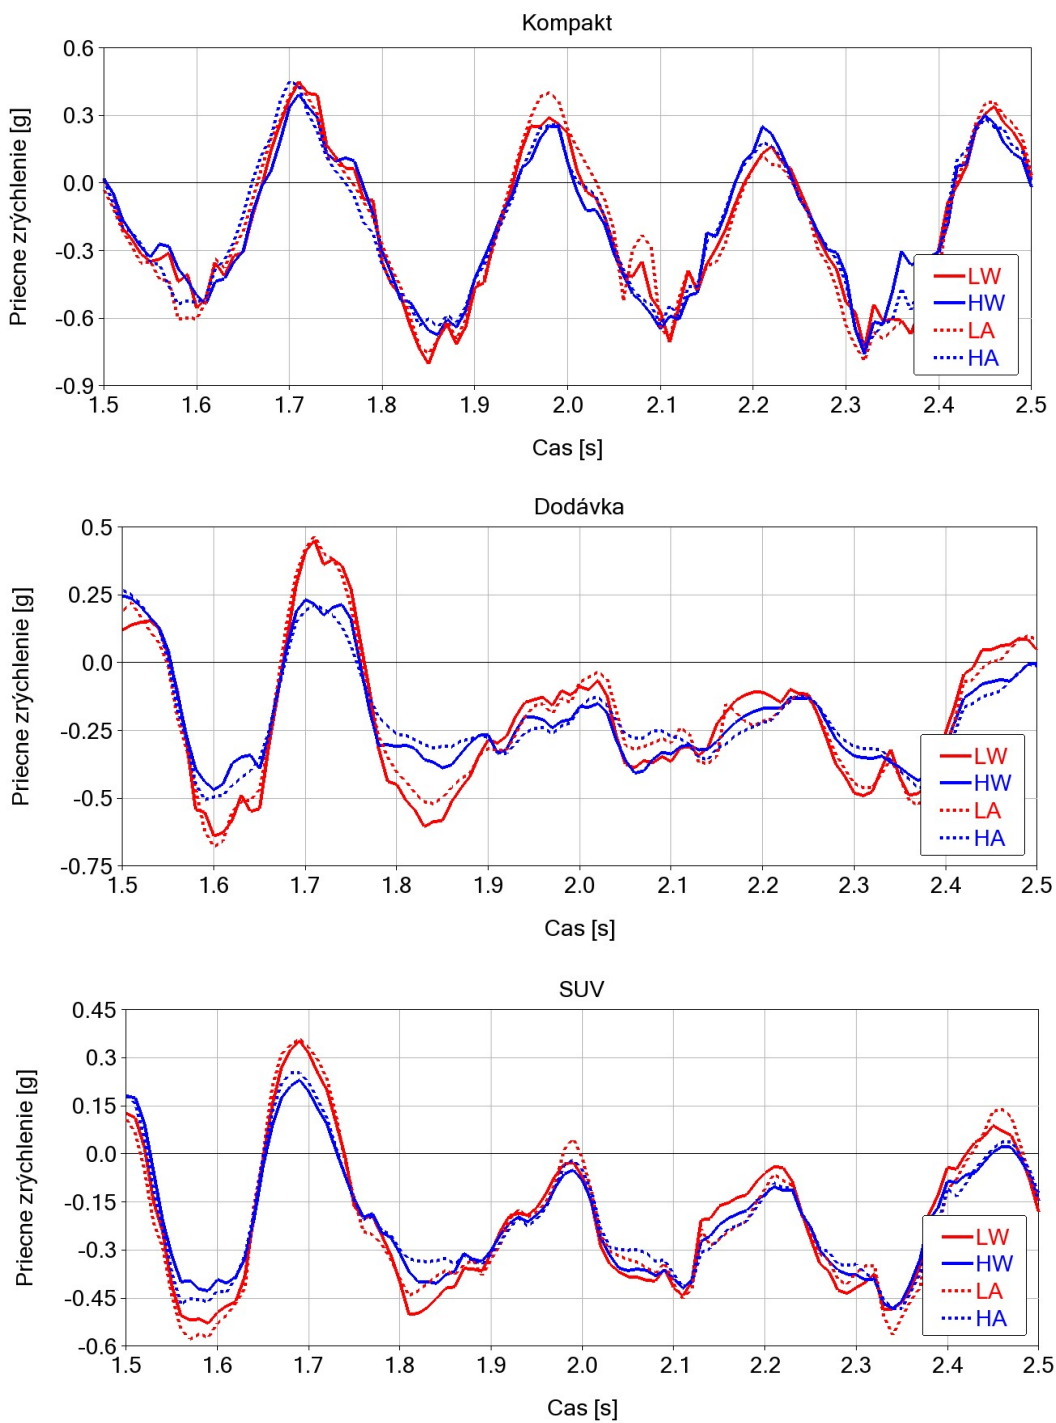 Kompakt
0.6
0.3
0.0
-0.3
-0.6
-0.9
Priecne zrýchlenie [g]
LW
HW
LA
HA
1.5 1.6 1.7 1.8 1.9 2.0 2.1 2.2 2.3 2.4 2.5
Cas [s]
Dodávka
0.5
0.25
0.0
-0.25
-0.5
-0.75
Priecne zrýchlenie [g]
LW
HW
LA
HA
1.5 1.6 1.7 1.8 1.9 2.0 2.1 2.2 2.3 2.4 2.5
Cas [s]
SUV
0.45
0.3
0.15
0.0
-0.15
-0.3
-0.45
-0.6
Priecne zrýchlenie [g]
LW
HW
LA
HA
1.5 1.6 1.7 1.8 1.9 2.0 2.1 2.2 2.3 2.4 2.5
Cas [s]